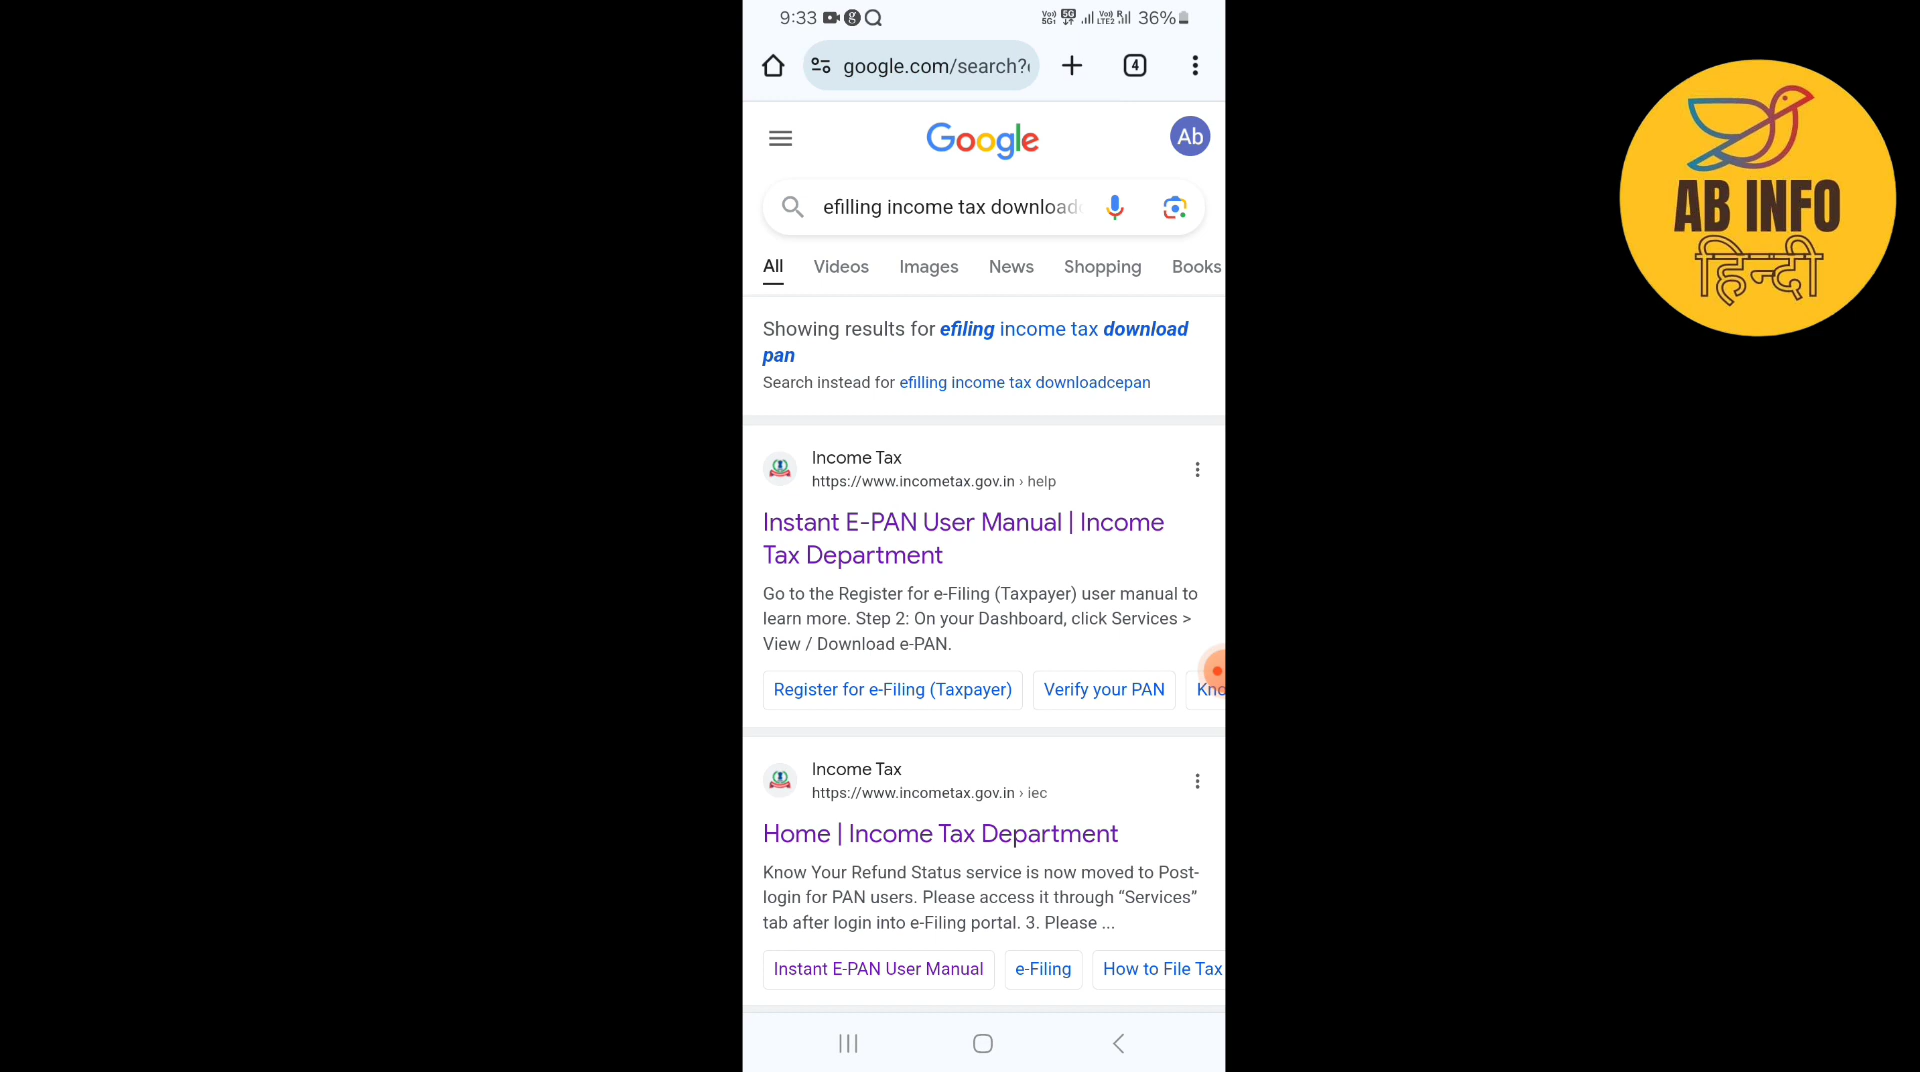 9:33
36%
google.com/search?
4
Google
Ab
efilling income tax download
All Videos Images News Shopping Books
Showing results for efiling income tax download
pan
Search instead for efilling income tax downloadcepan
Income Tax
https://www.incometax.gov.in › help
Instant E-PAN User Manual | Income
Tax Department
Go to the Register for e-Filing (Taxpayer) user manual to
learn more. Step 2: On your Dashboard, click Services >
View / Download e-PAN.
Register for e-Filing (Taxpayer) Verify your PAN Kno
Income Tax
https://www.incometax.gov.in › iec
Home | Income Tax Department
Know Your Refund Status service is now moved to Post-
login for PAN users. Please access it through “Services”
tab after login into e-Filing portal. 3. Please ...
Instant E-PAN User Manual e-Filing How to File Tax
AB INFO
हिन्दी